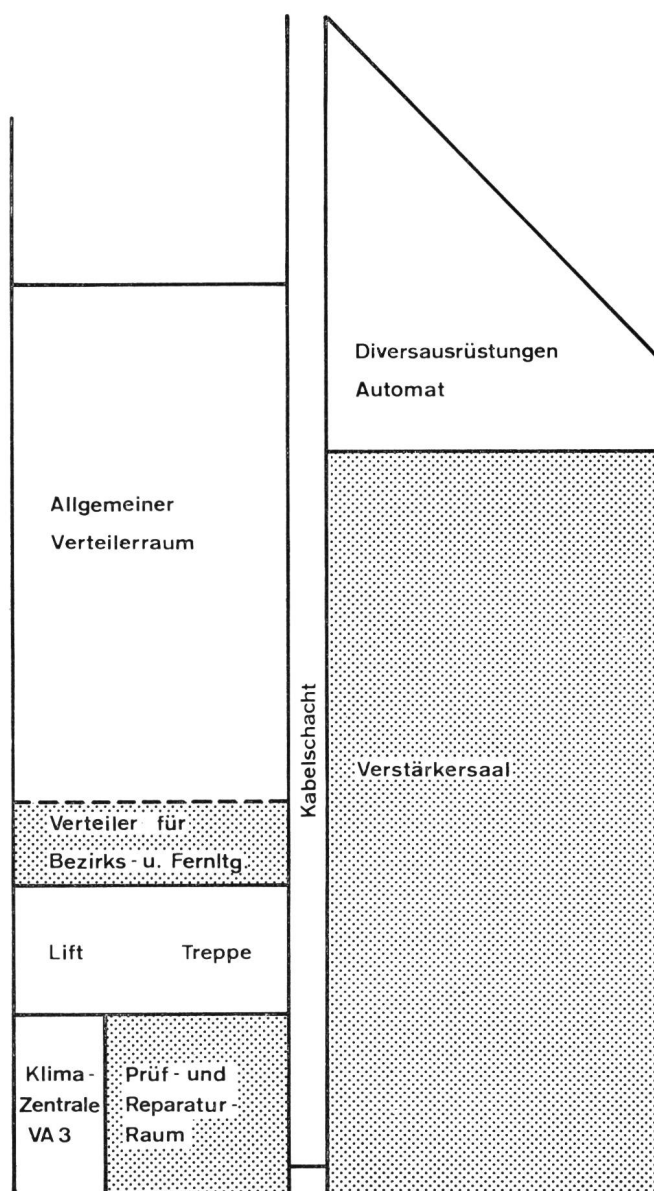 Diversausrüstungen
Automat
Allgemeiner
Verteilerraum
Kabelschacht
Verstärkersaal
Verteiler für
Bezirks- u. Fernltg.
Lift Treppe
Klima-
Zentrale
VA 3
Prüf- und
Reparatur-
Raum